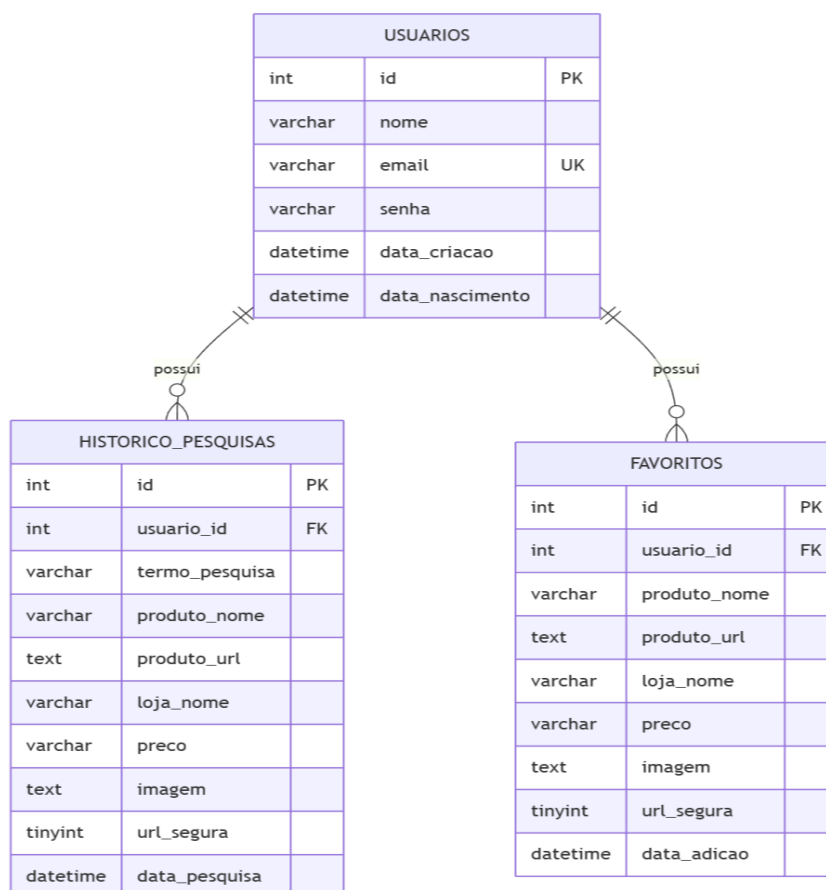 USUARIOS
int id PK
varchar nome
varchar email UK
varchar senha
datetime data_criacao
datetime data_nascimento
possui
possui
HISTORICO_PESQUISAS
int id PK
int usuario_id FK
varchar termo_pesquisa
varchar produto_nome
text produto_url
varchar loja_nome
varchar preco
text imagem
tinyint url_segura
datetime data_pesquisa
FAVORITOS
int id PK
int usuario_id FK
varchar produto_nome
text produto_url
varchar loja_nome
varchar preco
text imagem
tinyint url_segura
datetime data_adicao